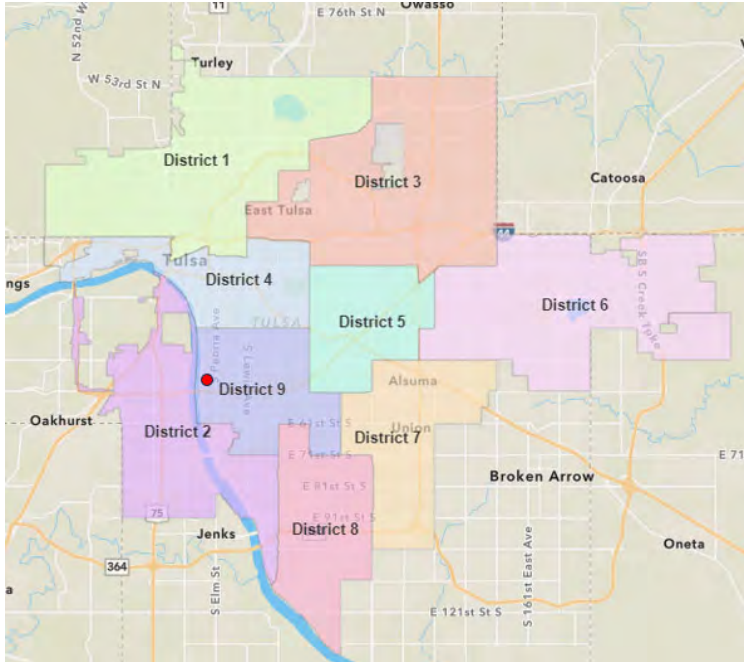 11
Owasso
E 76th St N
N 52nd W
Turley
W 53rd St N
District 1
District 3
Catoosa
East Tulsa
44
Tulsa
ngs
District 4
SB S Creek Tpke
District 6
District 5
TULSA
S Peoria Ave
S Lewis Ave
District 9
Alsuma
Oakhurst
District 2
E 61st St S
Union
District 7
E 71st St S
E 71
Broken Arrow
E 81st St S
75
E 91st St S
Jenks
District 8
Oneta
364
S Elm St
S 161st East Ave
E 121st St S
a